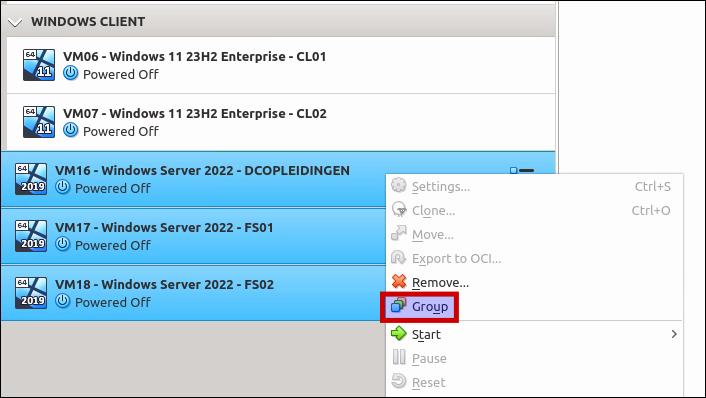 WINDOWS CLIENT
64
11
VM06 - Windows 11 23H2 Enterprise - CL01
Powered Off
64
11
VM07 - Windows 11 23H2 Enterprise - CL02
Powered Off
64
2019
VM16 - Windows Server 2022 - DCOPLEIDINGEN
Powered Off
64
2019
VM17 - Windows Server 2022 - FS01
Powered Off
64
2019
VM18 - Windows Server 2022 - FS02
Powered Off
Settings... Ctrl+S
Clone... Ctrl+O
Move...
Export to OCI...
Remove...
Group
Start
Pause
Reset